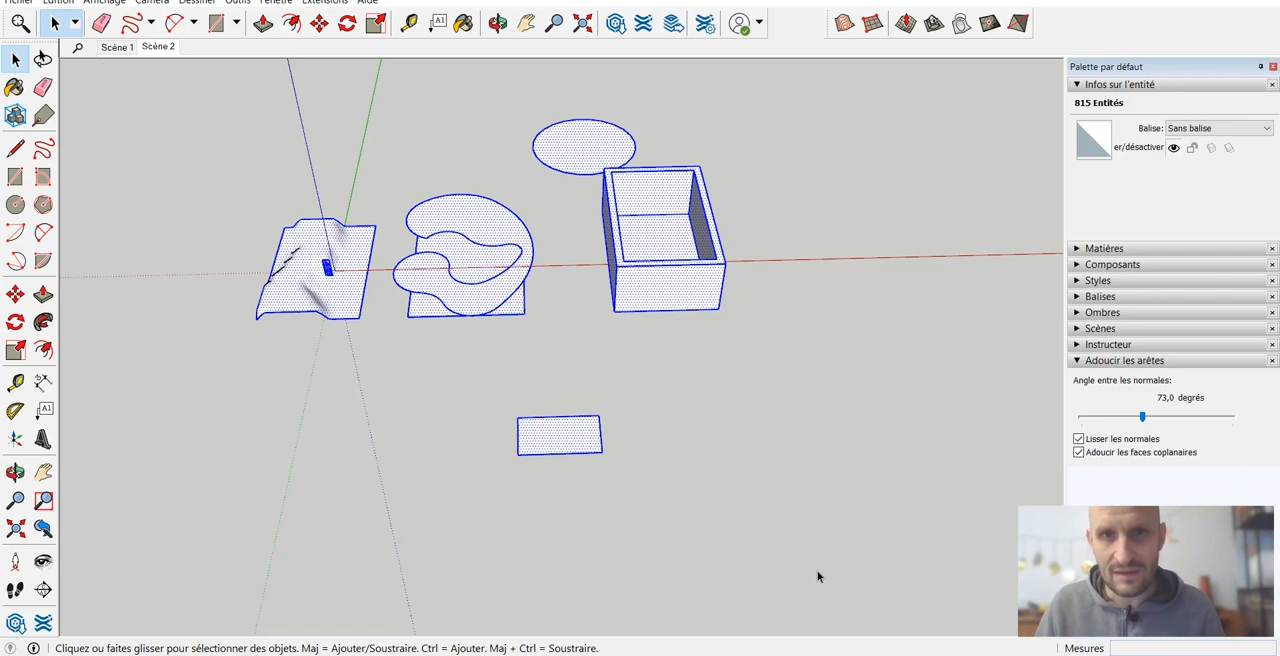 Fichier Édition Affichage Caméra Dessiner Outils Fenêtre Extensions Aide
A1
Scène 1 Scène 2
Palette par défaut
Infos sur l'entité
815 Entités
Balise: Sans balise
er/désactiver
Matières
Composants
Styles
Balises
Ombres
Scènes
Instructeur
Adoucir les arêtes
Angle entre les normales:
73,0 degrés
Lisser les normales
Adoucir les faces coplanaires
A1
Cliquez ou faites glisser pour sélectionner des objets. Maj = Ajouter/Soustraire. Ctrl = Ajouter. Maj + Ctrl = Soustraire.
Mesures